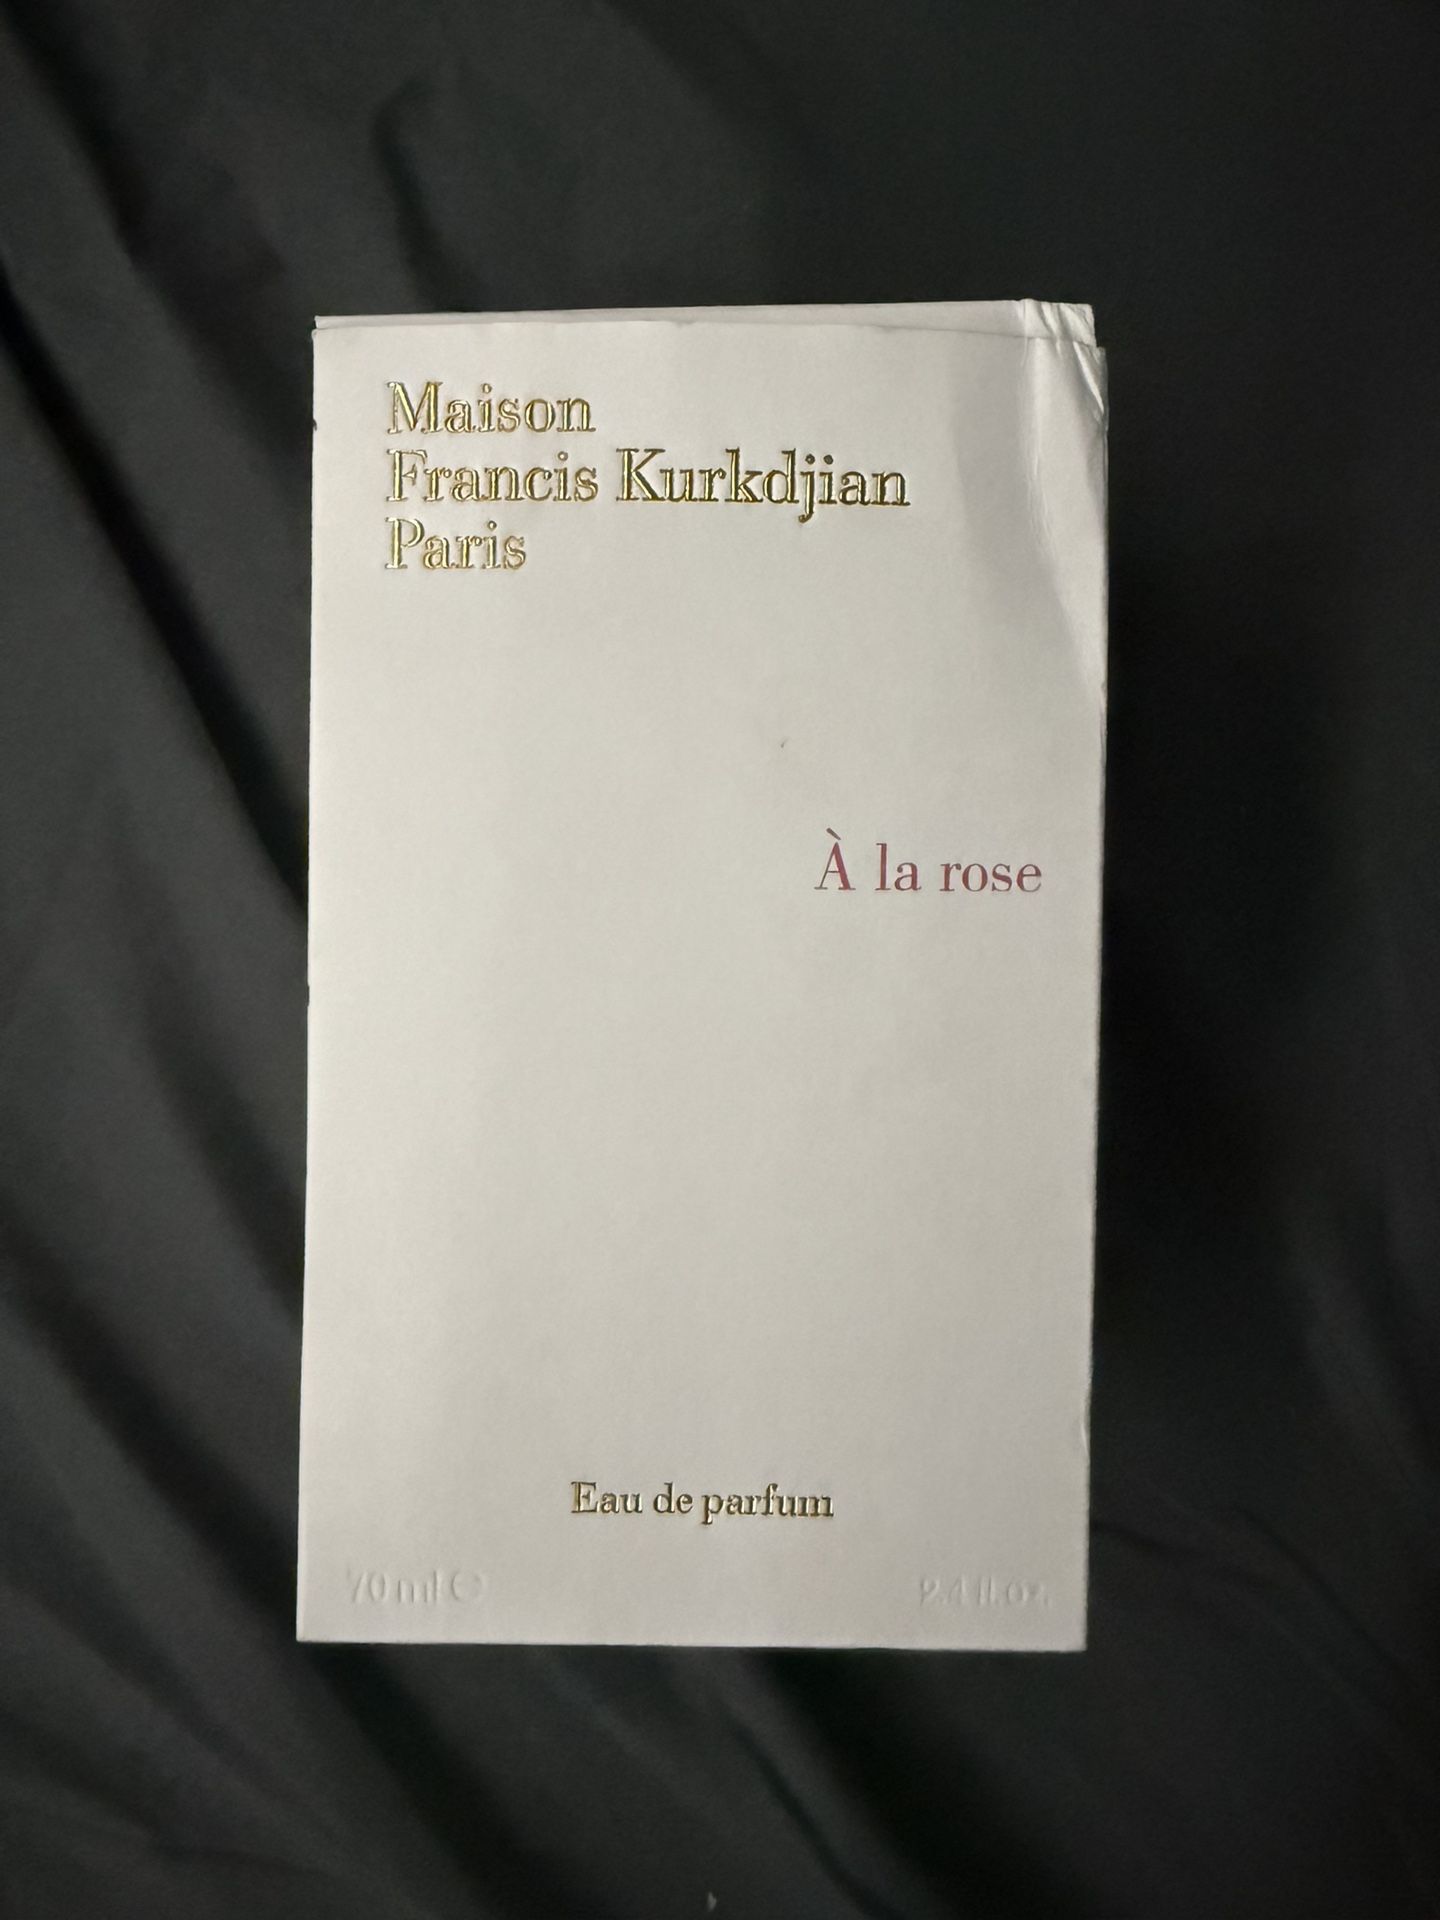 Maison
Francis Kurkdjian
Paris
À la rose
Eau de parfum
70 ml ℮
2.4 fl. oz.